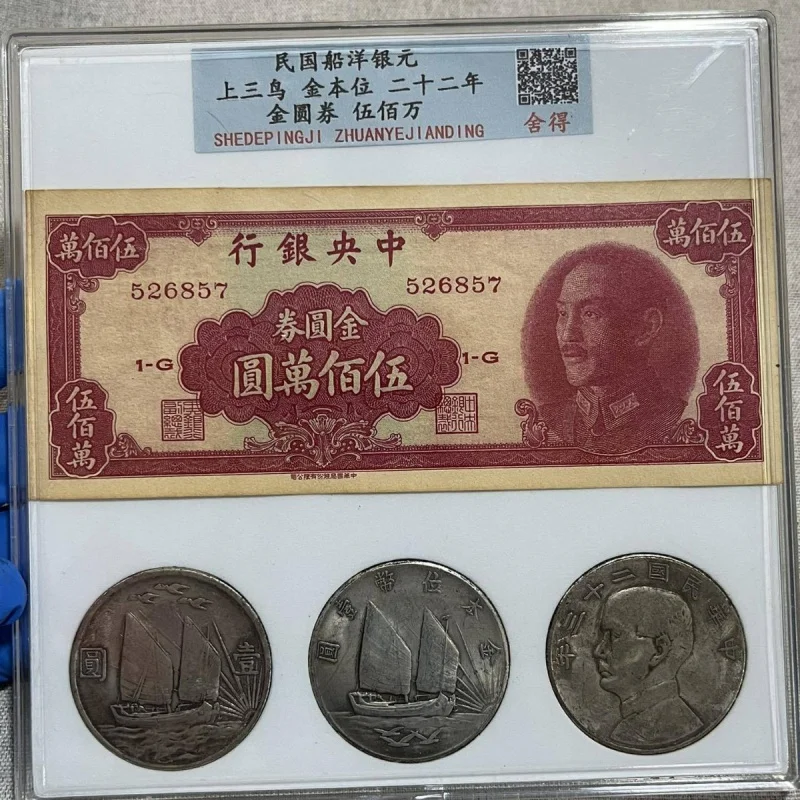 民国船洋银元
上三鸟 金本位 二十二年
金圆券 伍佰万
SHEDEPINGJI ZHUANYEJIANDING
舍得
伍佰萬
行銀央中
伍佰萬
526857
526857
券圓金
1-G
圓萬佰伍
1-G
伍佰萬
伍佰萬
圓
壹
金本位幣壹圓
中華民國二十三年